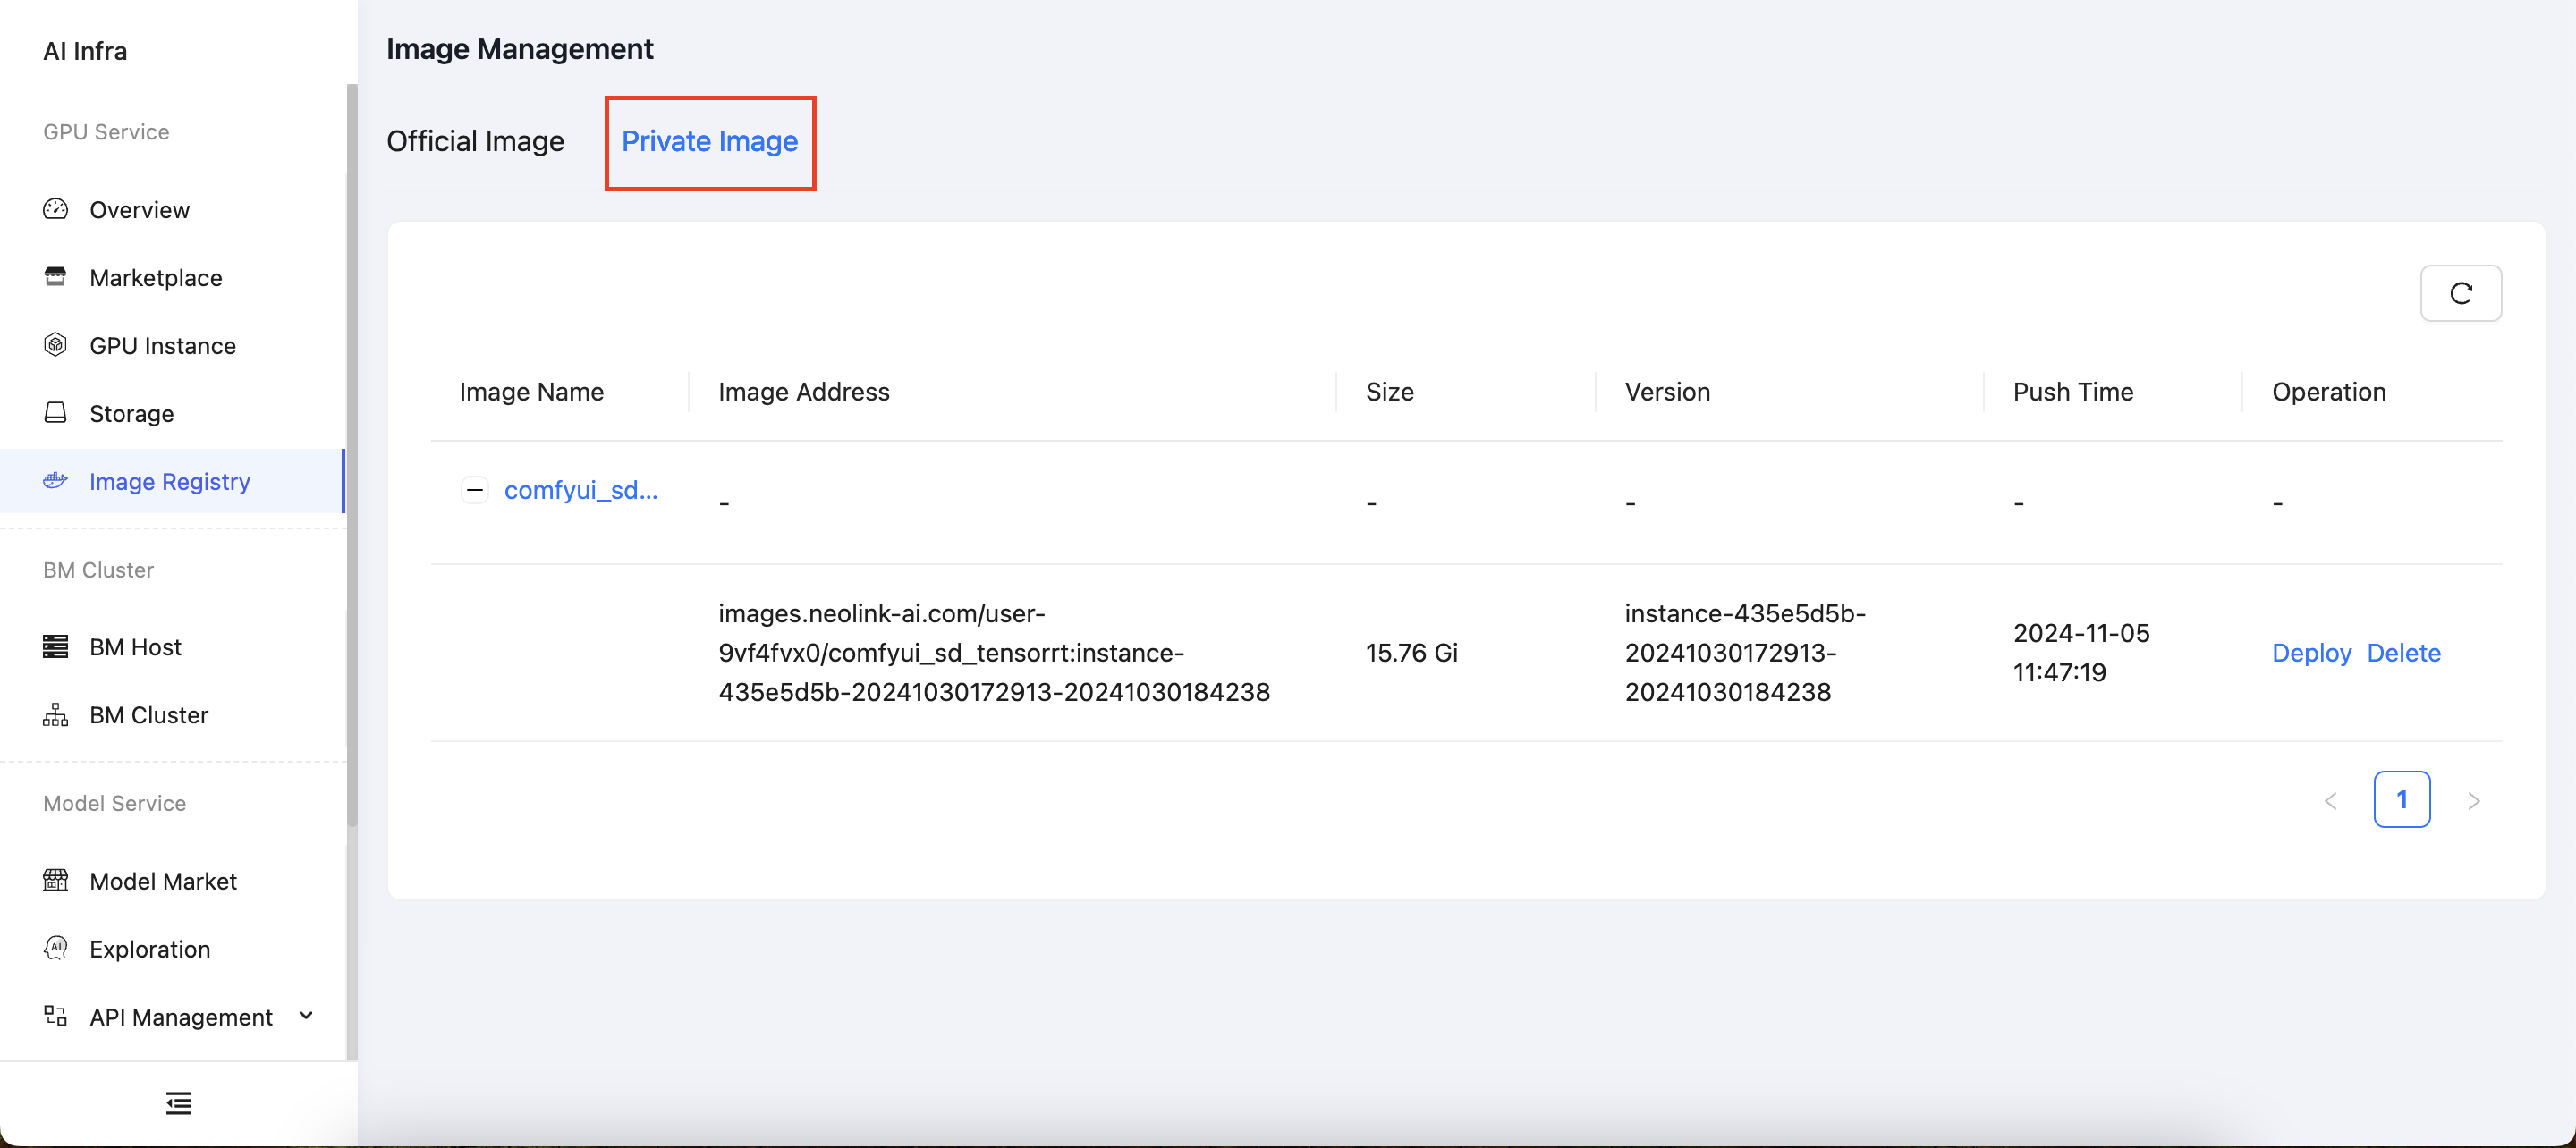 AI Infra
GPU Service
Overview
Marketplace
GPU Instance
Storage
Image Registry
BM Cluster
BM Host
BM Cluster
Model Service
Model Market
Exploration
API Management
Image Management
Official Image
Private Image
Image Name
Image Address
Size
Version
Push Time
Operation
comfyui_sd...
-
-
-
-
-
images.neolink-ai.com/user-
9vf4fvx0/comfyui_sd_tensorrt:instance-
435e5d5b-20241030172913-20241030184238
15.76 Gi
instance-435e5d5b-
20241030172913-
20241030184238
2024-11-05
11:47:19
Deploy Delete
1